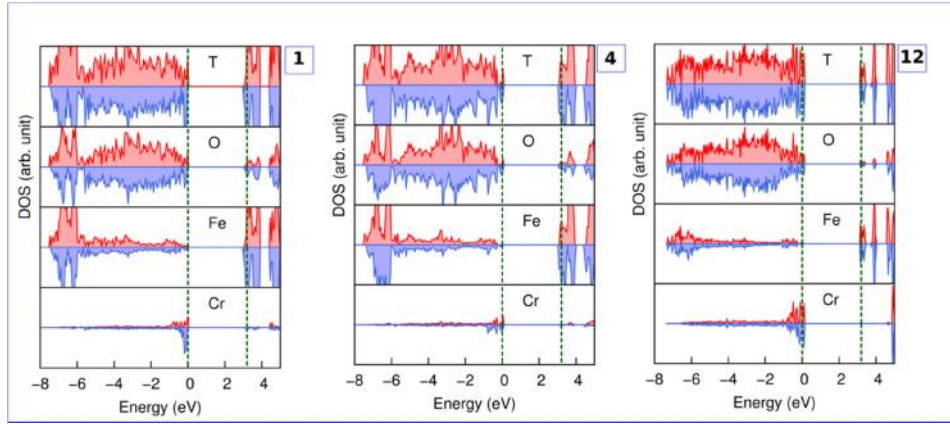 1
DOS (arb. unit)
T
O
Fe
Cr
−8 −6 −4 −2 0 2 4
Energy (eV)
4
DOS (arb. unit)
T
O
Fe
Cr
−8 −6 −4 −2 0 2 4
Energy (eV)
12
DOS (arb. unit)
T
O
Fe
Cr
−8 −6 −4 −2 0 2 4
Energy (eV)